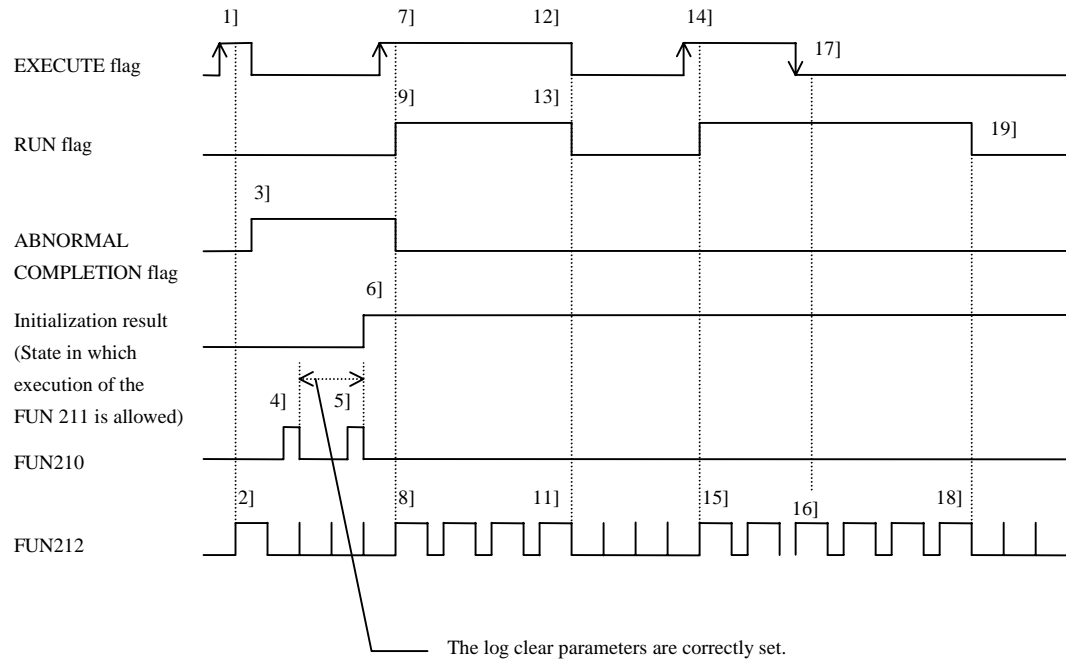 1]
7]
12]
14]
17]
EXECUTE flag
9]
13]
RUN flag
19]
3]
ABNORMAL
COMPLETION flag
6]
Initialization result
(State in which
execution of the
FUN 211 is allowed)
4]
5]
FUN210
2]
8]
11]
15]
16]
18]
FUN212
The log clear parameters are correctly set.